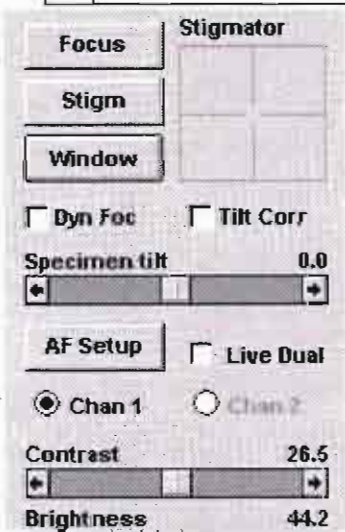 Focus
Stigmator
Stigm
Window
Dyn Foc
Tilt Corr
Specimen tilt 0.0
AF Setup
Live Dual
Chan 1
Chan 2
Contrast 26.5
Brightness 44.2